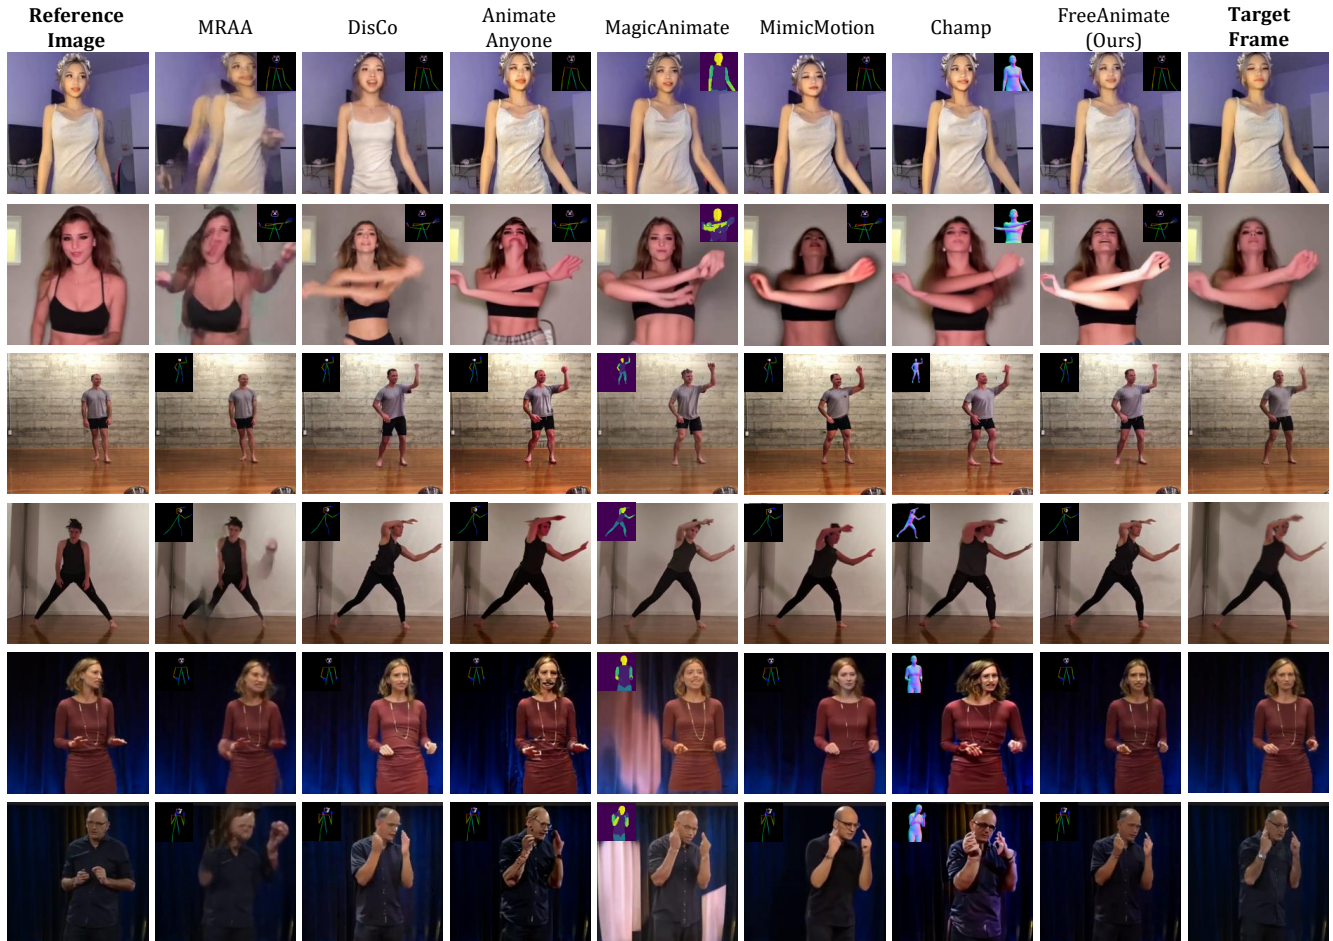 Reference
Image
MRAA
DisCo
Animate
Anyone
MagicAnimate
MimicMotion
Champ
FreeAnimate
(Ours)
Target
Frame